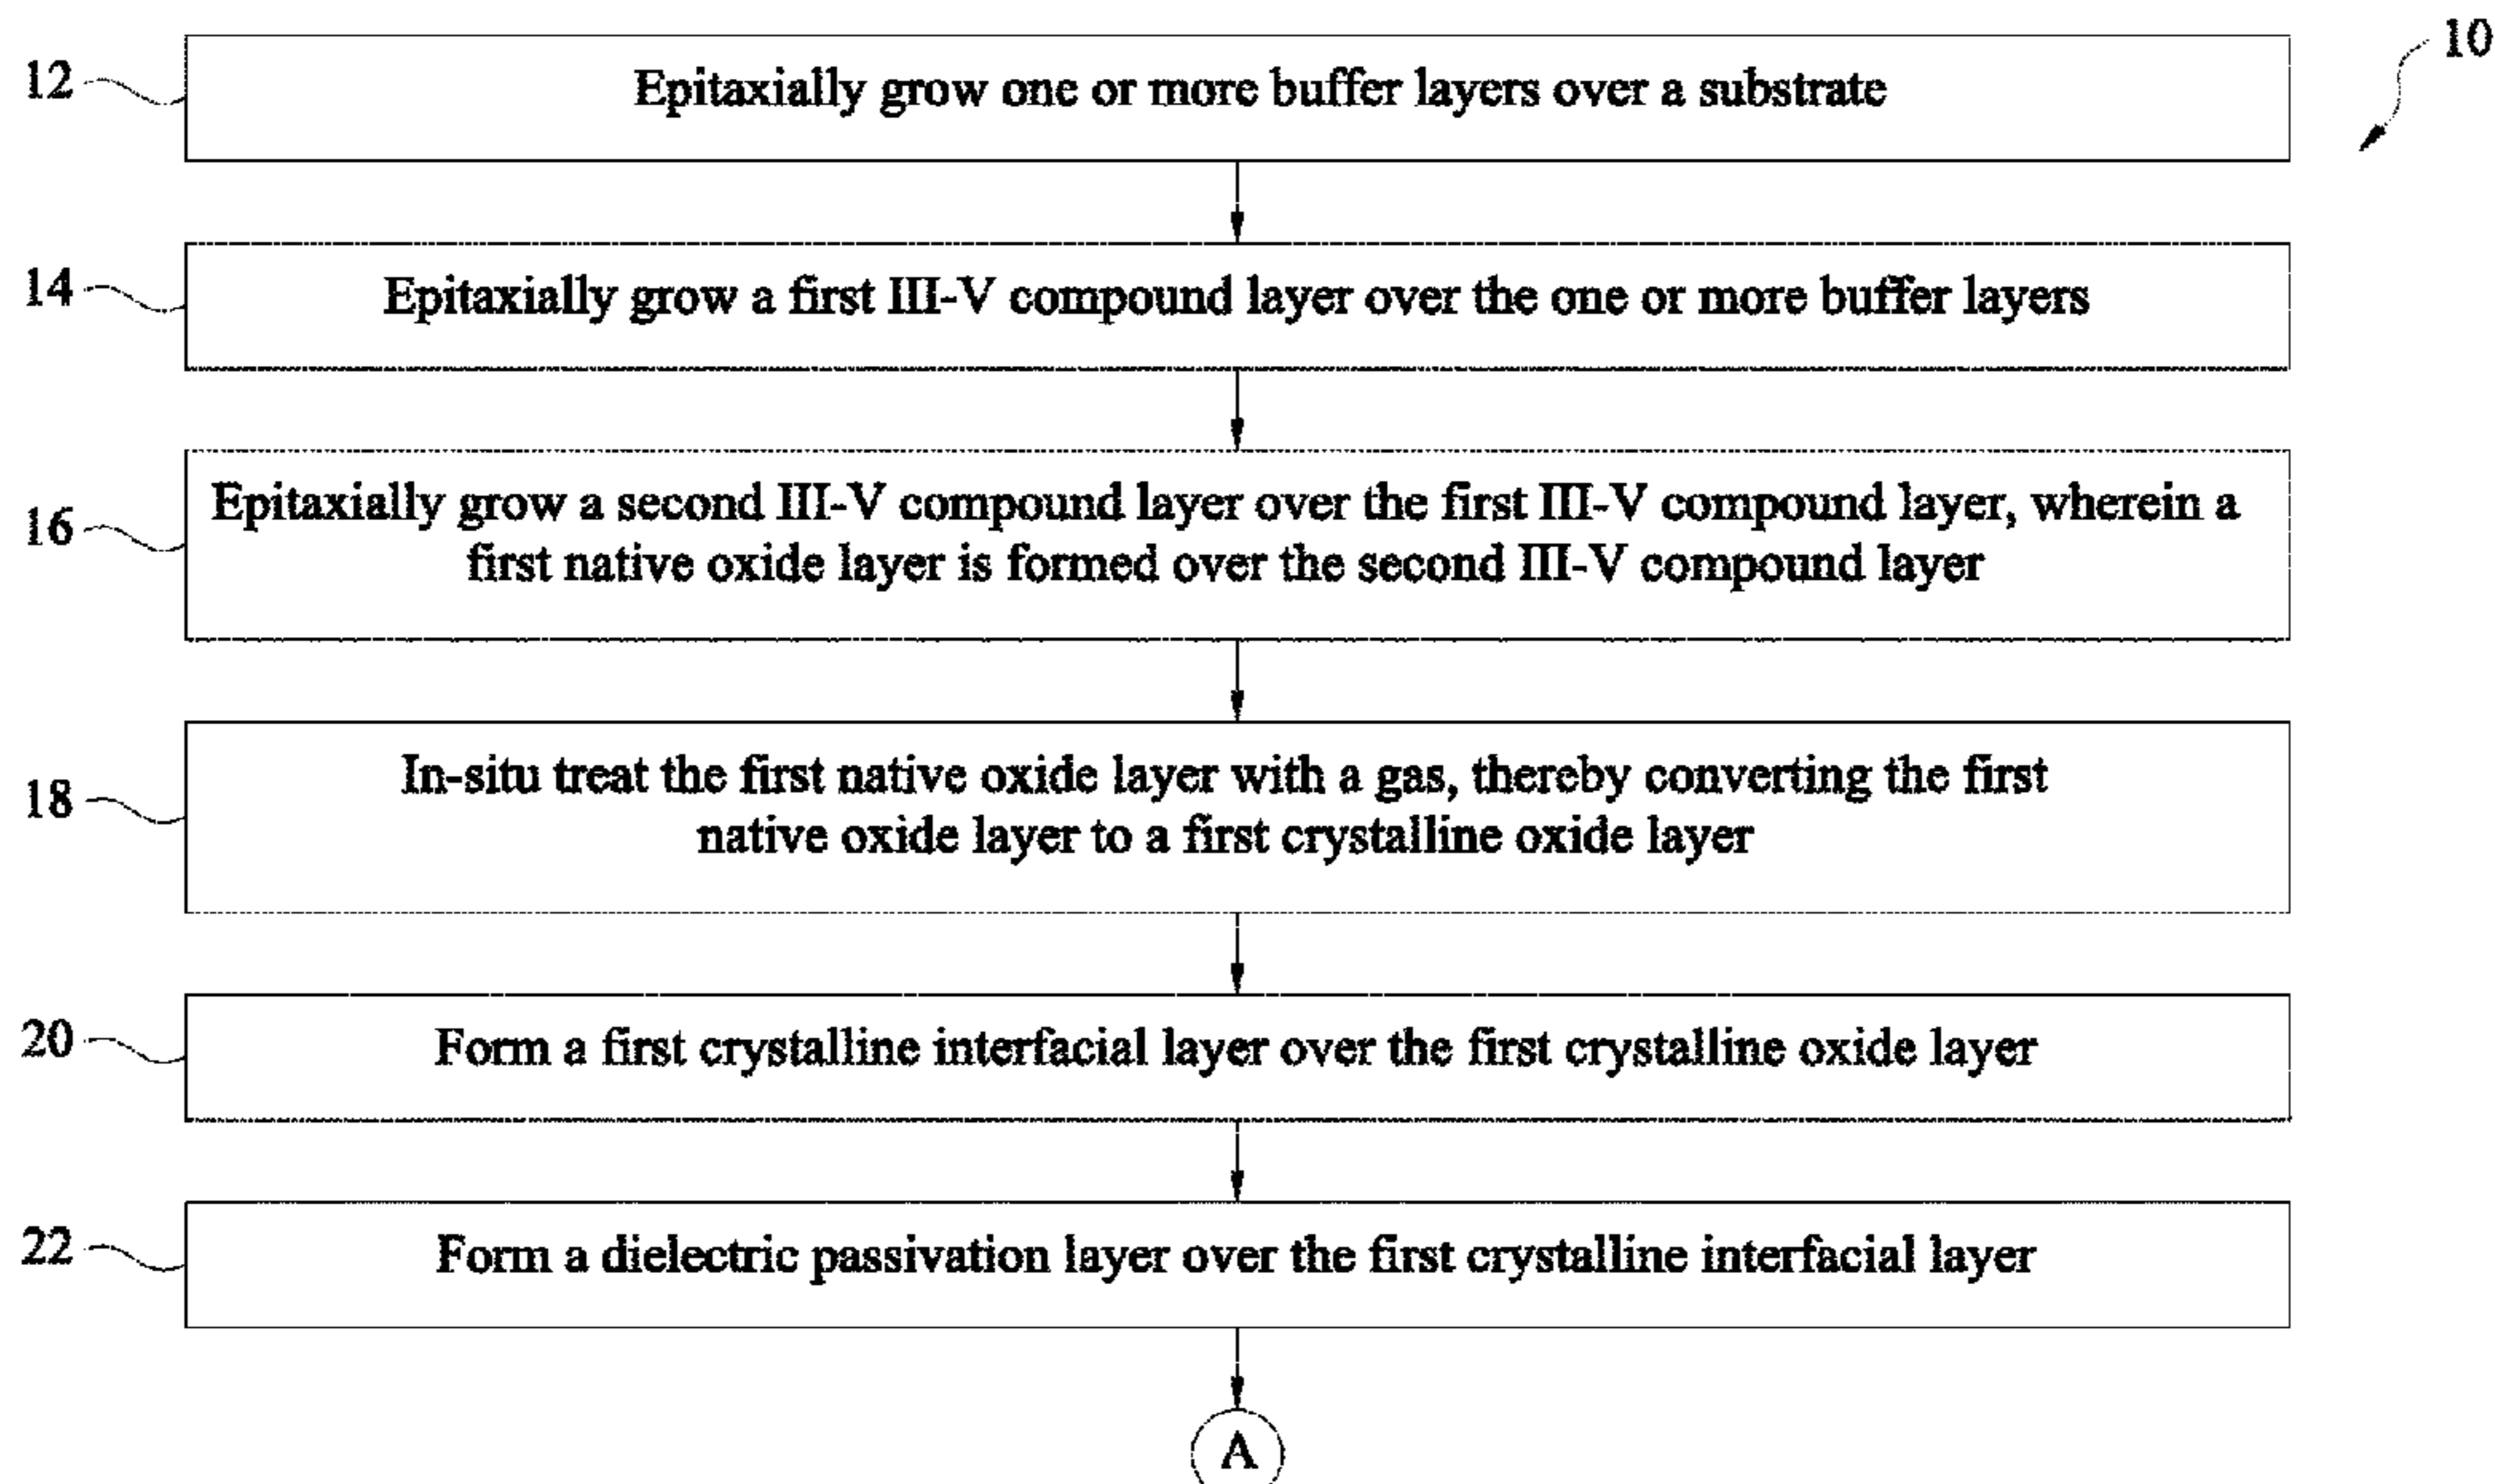 10
12
Epitaxially grow one or more buffer layers over a substrate
14
Epitaxially grow a first III-V compound layer over the one or more buffer layers
16
Epitaxially grow a second III-V compound layer over the first III-V compound layer, wherein a
first native oxide layer is formed over the second III-V compound layer
18
In-situ treat the first native oxide layer with a gas, thereby converting the first
native oxide layer to a first crystalline oxide layer
20
Form a first crystalline interfacial layer over the first crystalline oxide layer
22
Form a dielectric passivation layer over the first crystalline interfacial layer
A